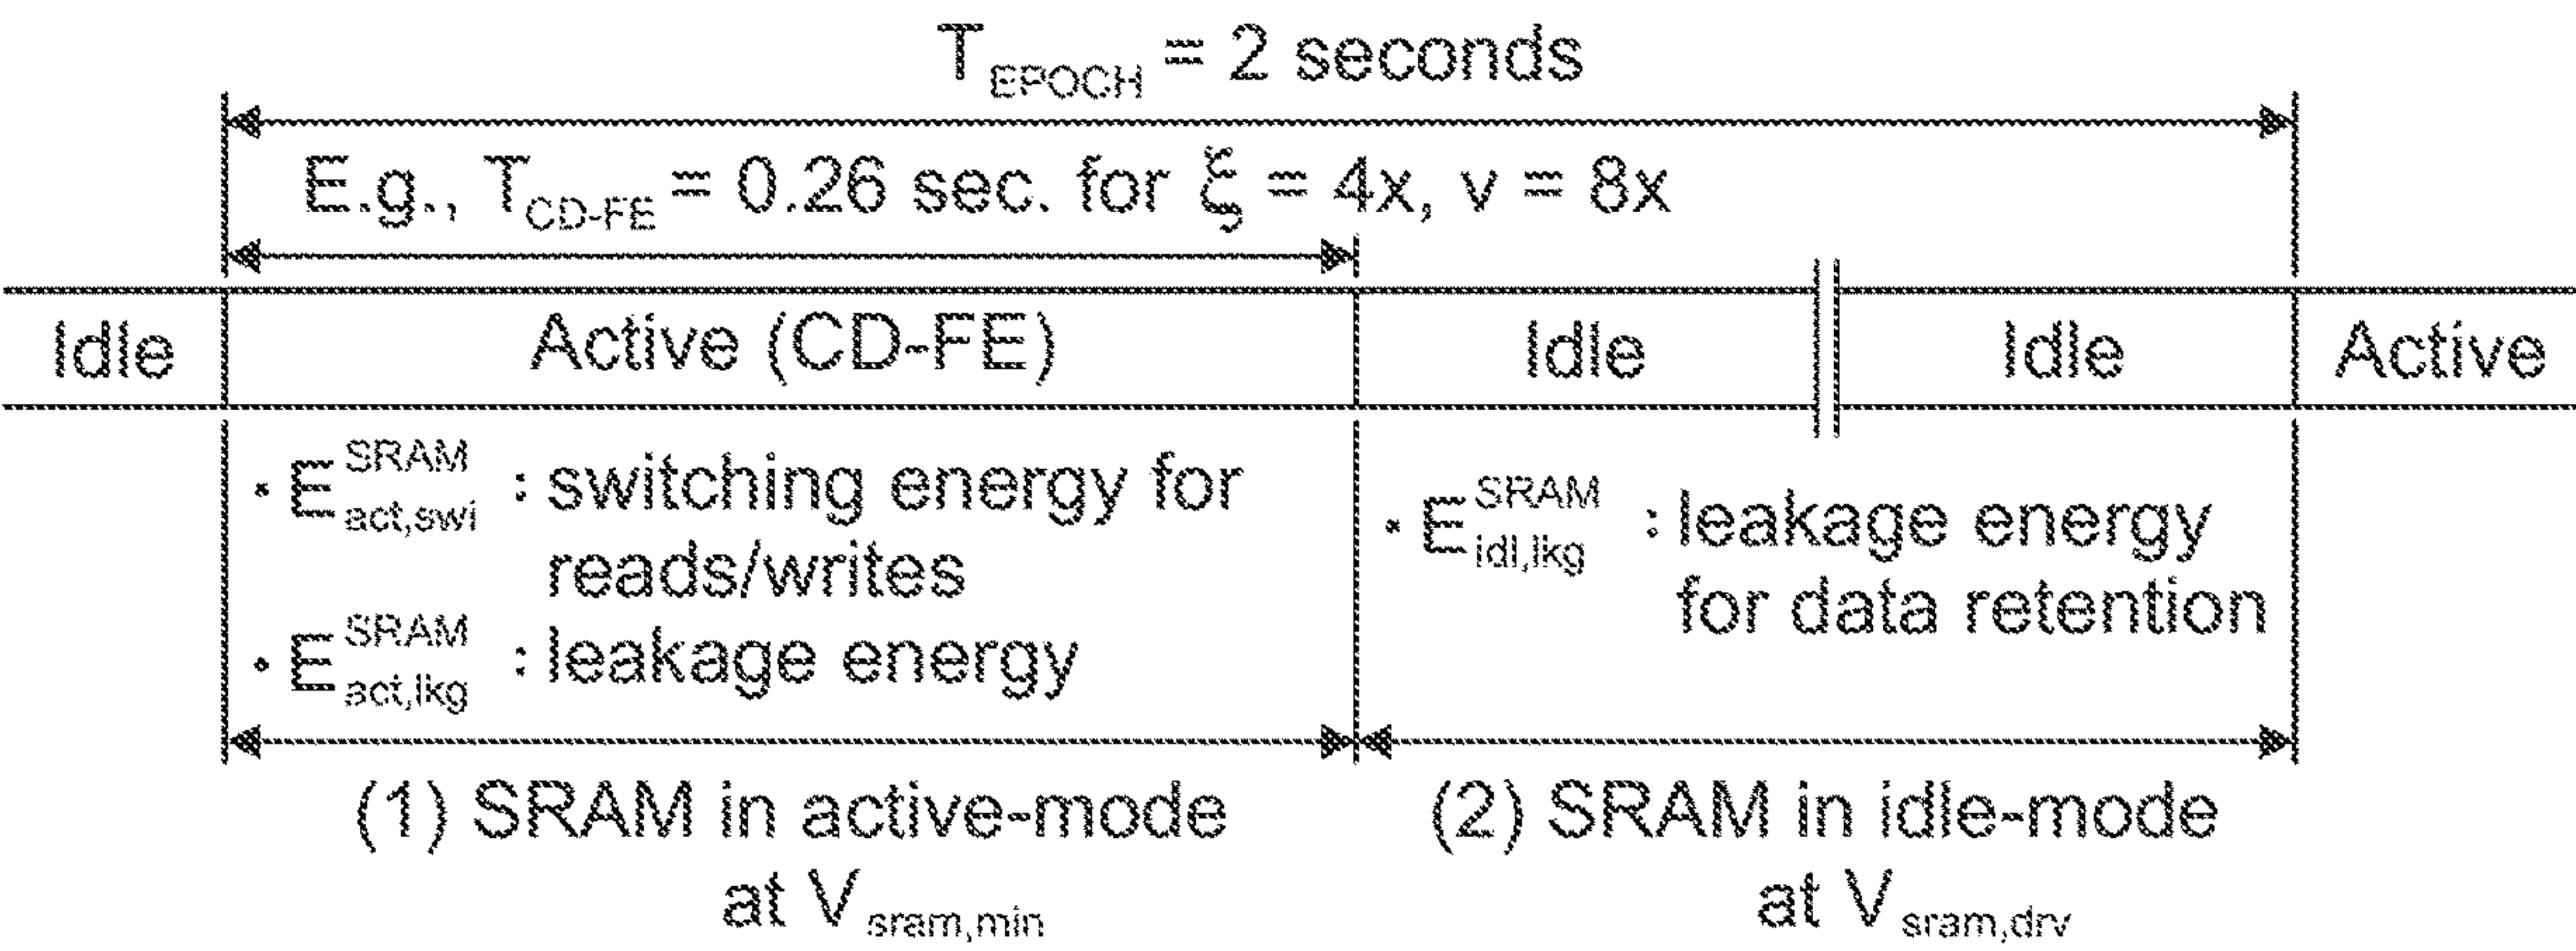 T_EPOCH = 2 seconds
E.g., T_CD-FE = 0.26 sec. for ξ = 4x, v = 8x
Idle Active (CD-FE) Idle Idle Active
· E^SRAM_act,swi : switching energy for
reads/writes
· E^SRAM_act,lkg : leakage energy
· E^SRAM_idl,lkg : leakage energy
for data retention
(1) SRAM in active-mode
at V_sram,min
(2) SRAM in idle-mode
at V_sram,drv